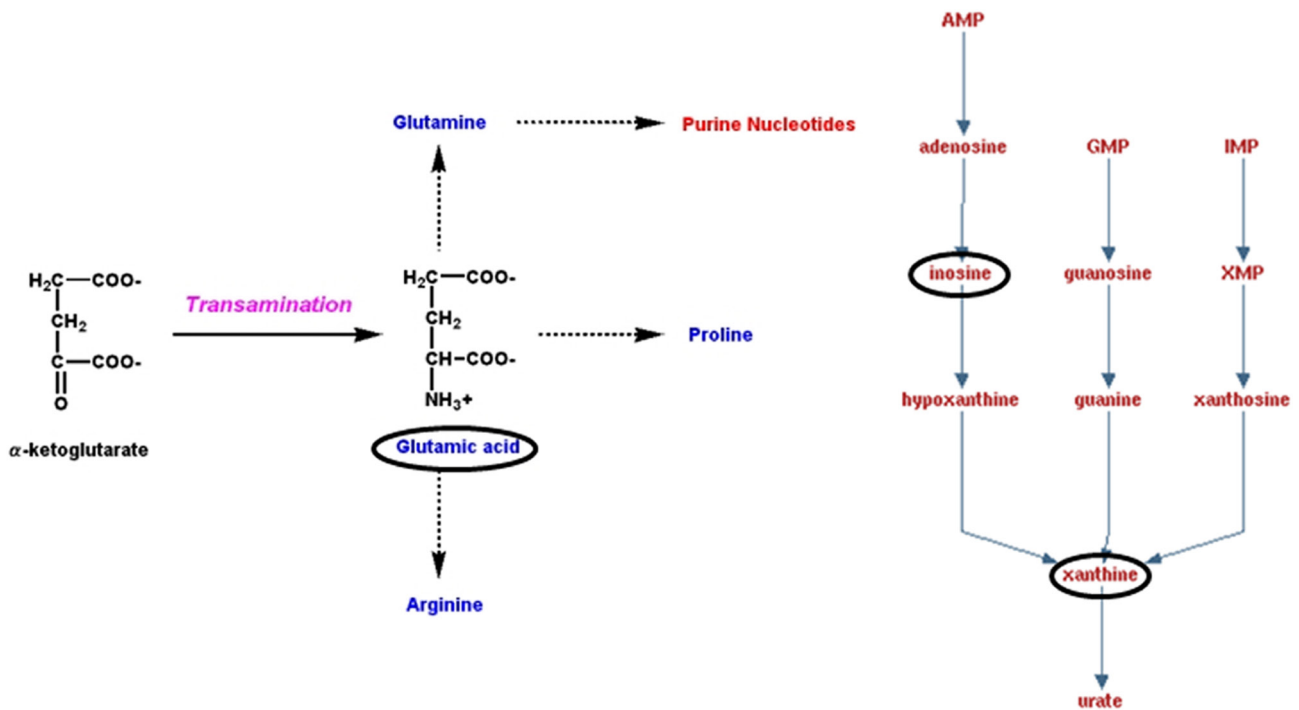 AMP
Glutamine
Purine Nucleotides
adenosine
GMP
IMP
H2C—COO-
CH2
C—COO-
O
α-ketoglutarate
Transamination
H2C—COO-
CH2
CH—COO-
NH3+
Glutamic acid
Proline
Arginine
inosine
guanosine
XMP
hypoxanthine
guanine
xanthosine
xanthine
urate